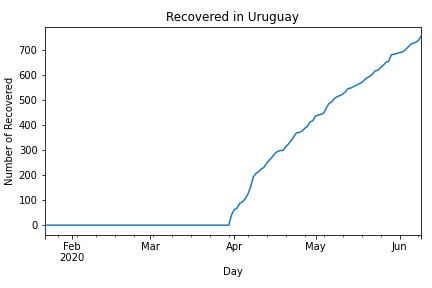 Recovered in Uruguay
Number of Recovered
700
600
500
400
300
200
100
0
Feb
2020
Mar
Apr
May
Jun
Day